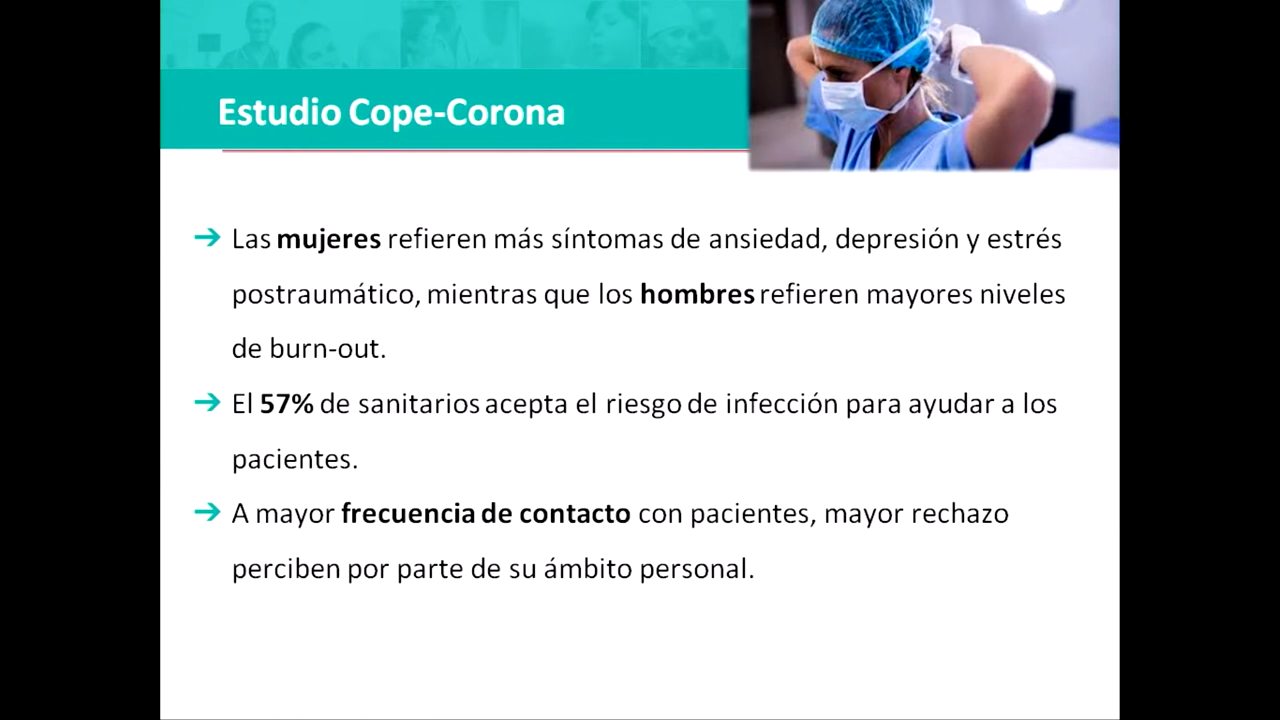 Estudio Cope-Corona
➔ Las mujeres refieren más síntomas de ansiedad, depresión y estrés
postraumático, mientras que los hombres refieren mayores niveles
de burn-out.
➔ El 57% de sanitarios acepta el riesgo de infección para ayudar a los
pacientes.
➔ A mayor frecuencia de contacto con pacientes, mayor rechazo
perciben por parte de su ámbito personal.